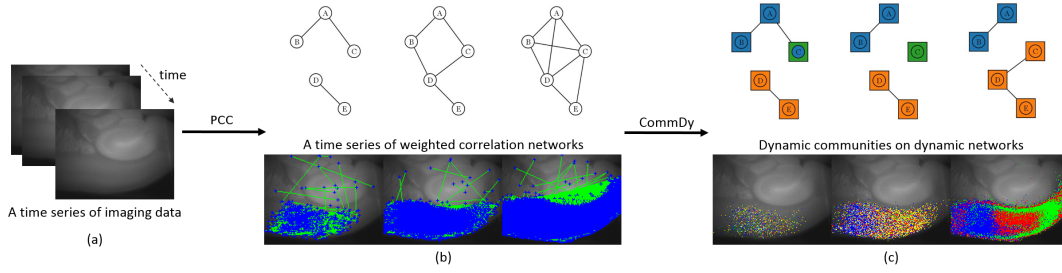 time
A time series of imaging data
(a)
PCC
A
B
C
D
E
A
B
C
D
E
A
B
C
D
E
A time series of weighted correlation networks
(b)
CommDy
A
B
C
D
E
A
B
C
D
E
A
B
C
D
E
Dynamic communities on dynamic networks
(c)